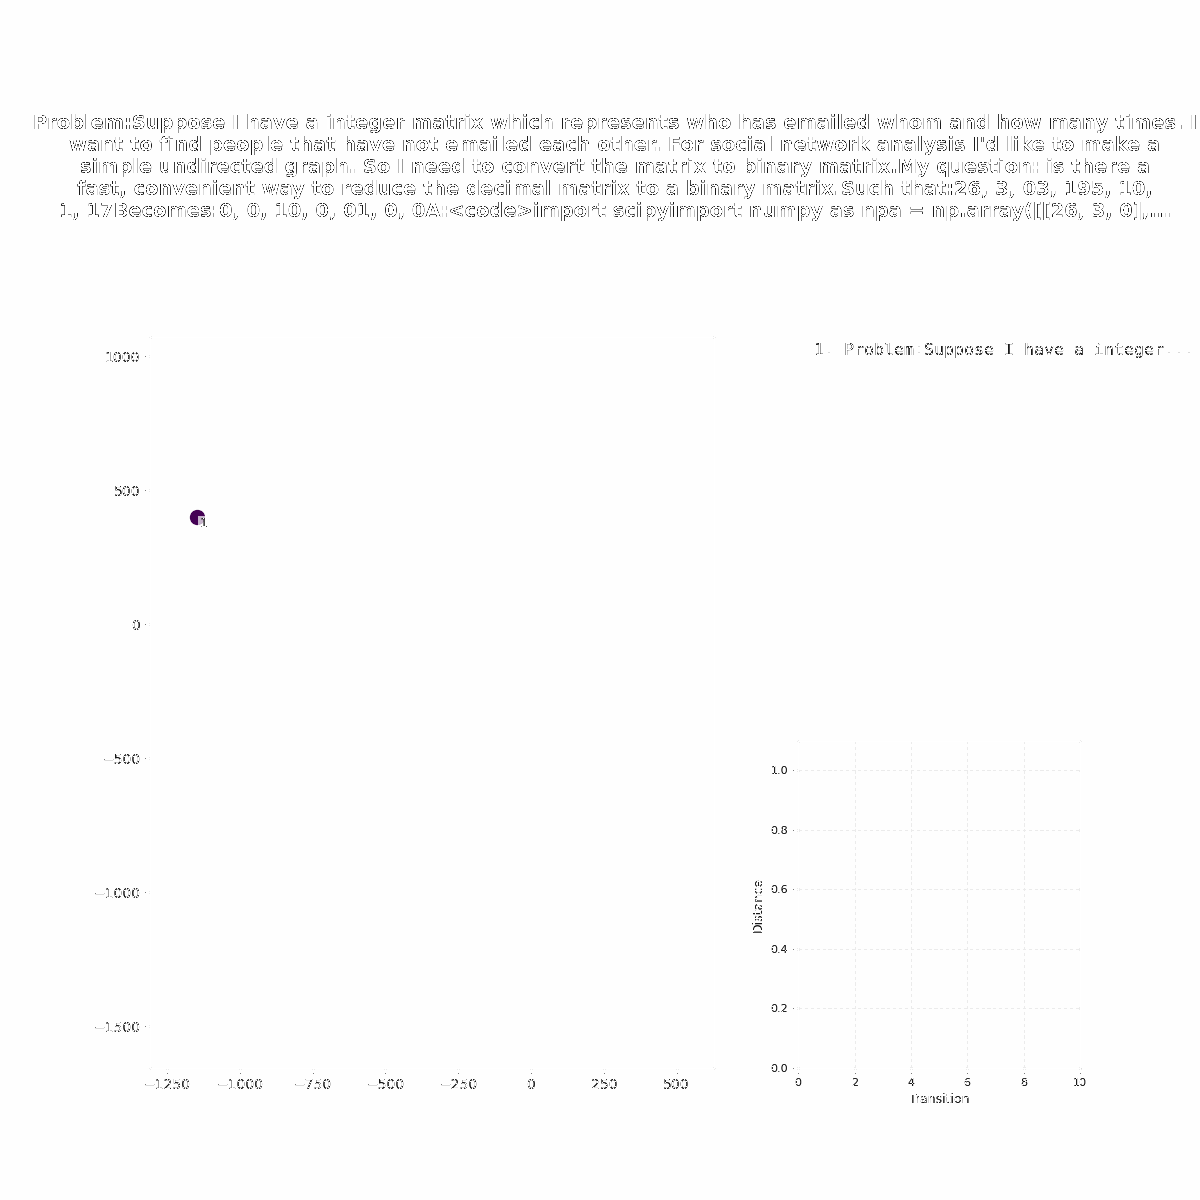 Problem:Suppose I have a integer matrix which represents who has emailed whom and how many times. I
want to find people that have not emailed each other. For social network analysis I'd like to make a
simple undirected graph. So I need to convert the matrix to binary matrix.My question: is there a
fast, convenient way to reduce the decimal matrix to a binary matrix.Such that:26, 3, 03, 195, 10,
1, 17Becomes:0, 0, 10, 0, 01, 0, 0A:<code>import scipyimport numpy as npa = np.array([[26, 3, 0],...
1. Problem:Suppose I have a integer...
1000
500
1
0
−500
−1000
−1500
−1250 −1000 −750 −500 −250 0 250 500
1.0
0.8
0.6
0.4
0.2
0.0
Distance
0 2 4 6 8 10
Transition